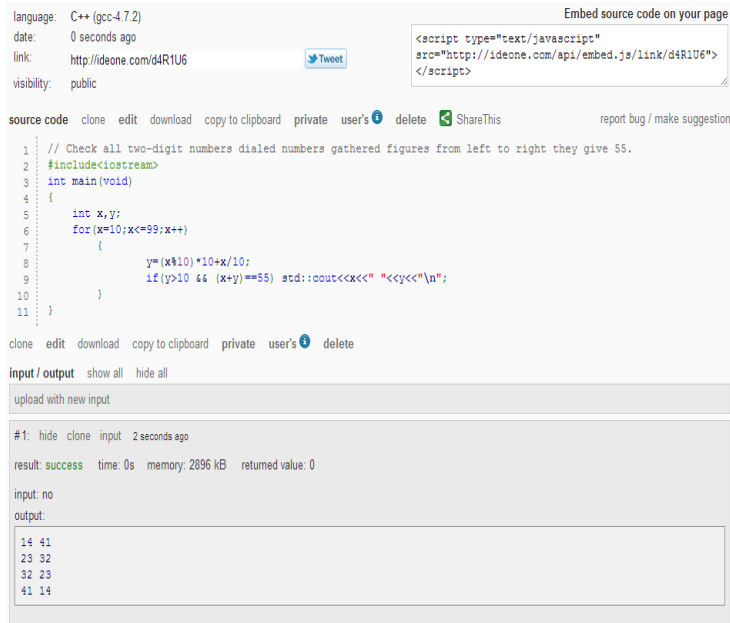 language: C++ (gcc-4.7.2)
Embed source code on your page
date: 0 seconds ago
<script type="text/javascript"
src="http://ideone.com/api/embed.js/link/d4R1U6">
</script>
link: http://ideone.com/d4R1U6 Tweet
visibility: public
source code clone edit download copy to clipboard private user's i delete ShareThis report bug / make suggestion
1 // Check all two-digit numbers dialed numbers gathered figures from left to right they give 55.
2 #include<iostream>
3 int main(void)
4 {
5 int x,y;
6 for(x=10;x<=99;x++)
7 {
8 y=(x%10)*10+x/10;
9 if(y>10 && (x+y)==55) std::cout<<x<<" "<<y<<"\n";
10 }
11 }
clone edit download copy to clipboard private user's i delete
input / output show all hide all
upload with new input
#1: hide clone input 2 seconds ago
result: success time: 0s memory: 2896 kB returned value: 0
input: no
output:
14 41
23 32
32 23
41 14